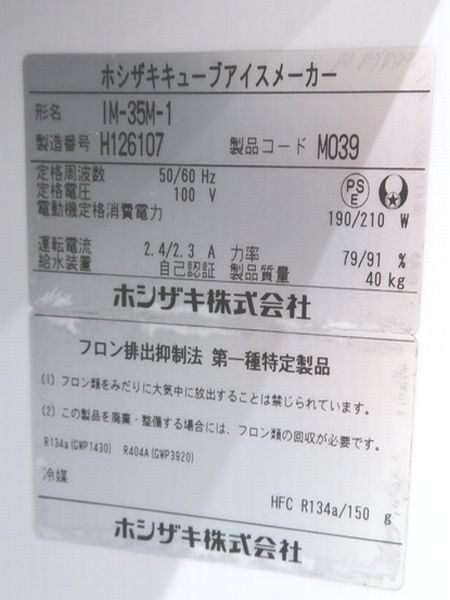 ホシザキキューブアイスメーカー
形名 IM-35M-1
製造番号 H126107 製品コード M039
定格周波数 50/60 Hz
定格電圧 100 V
電動機定格消費電力 190/210 W
PS E
運転電流 2.4/2.3 A 力率 79/91 %
給水装置 自己認証 製品質量 40 kg
ホシザキ株式会社
フロン排出抑制法 第一種特定製品
(1) フロン類をみだりに大気中に放出することは禁じられています。
(2) この製品を廃棄・整備する場合には、フロン類の回収が必要です。
R134a(GWP1430) R404A(GWP3920)
冷媒 HFC R134a/150 g
ホシザキ株式会社